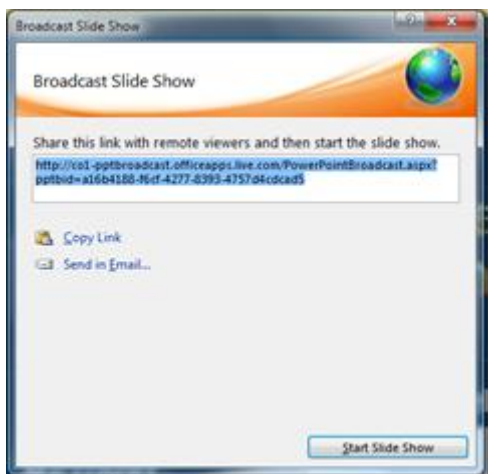 Broadcast Slide Show
Broadcast Slide Show
Share this link with remote viewers and then start the slide show.
http://co1-pptbroadcast.officeapps.live.com/PowerPointBroadcast.aspx?
pptbid=a16b4188-f6cf-4277-8393-4757d4cdcad5
Copy Link
Send in Email...
Start Slide Show